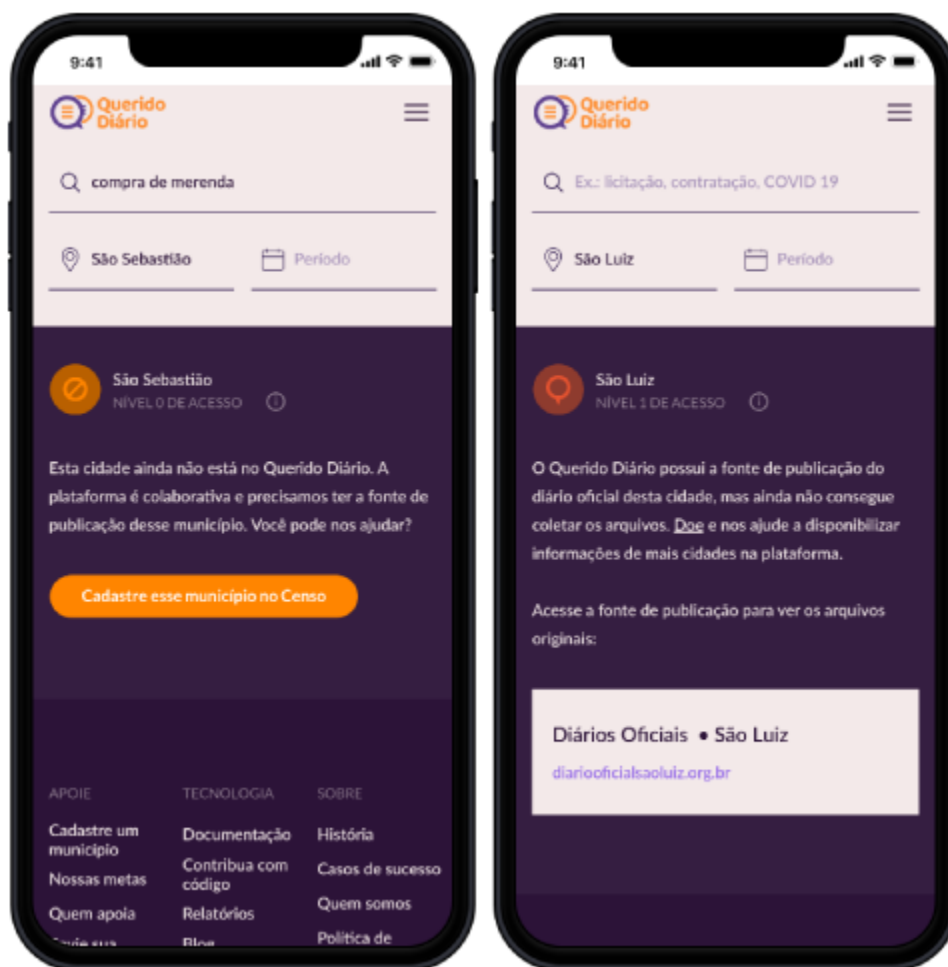 9:41
Querido
Diário
compra de merenda
São Sebastião
Período
São Sebastião
NÍVEL 0 DE ACESSO
Esta cidade ainda não está no Querido Diário. A
plataforma é colaborativa e precisamos ter a fonte de
publicação desse município. Você pode nos ajudar?
Cadastre esse município no Censo
APOIE
TECNOLOGIA
SOBRE
Cadastre um
município
Documentação
História
Nossas metas
Contribua com
código
Casos de sucesso
Quem apoia
Relatórios
Quem somos
Envie sua
Blog
Política de
9:41
Querido
Diário
Ex.: licitação, contratação, COVID 19
São Luiz
Período
São Luiz
NÍVEL 1 DE ACESSO
O Querido Diário possui a fonte de publicação do
diário oficial desta cidade, mas ainda não consegue
coletar os arquivos. Doe e nos ajude a disponibilizar
informações de mais cidades na plataforma.
Acesse a fonte de publicação para ver os arquivos
originais:
Diários Oficiais • São Luiz
diariooficialsaoluiz.org.br